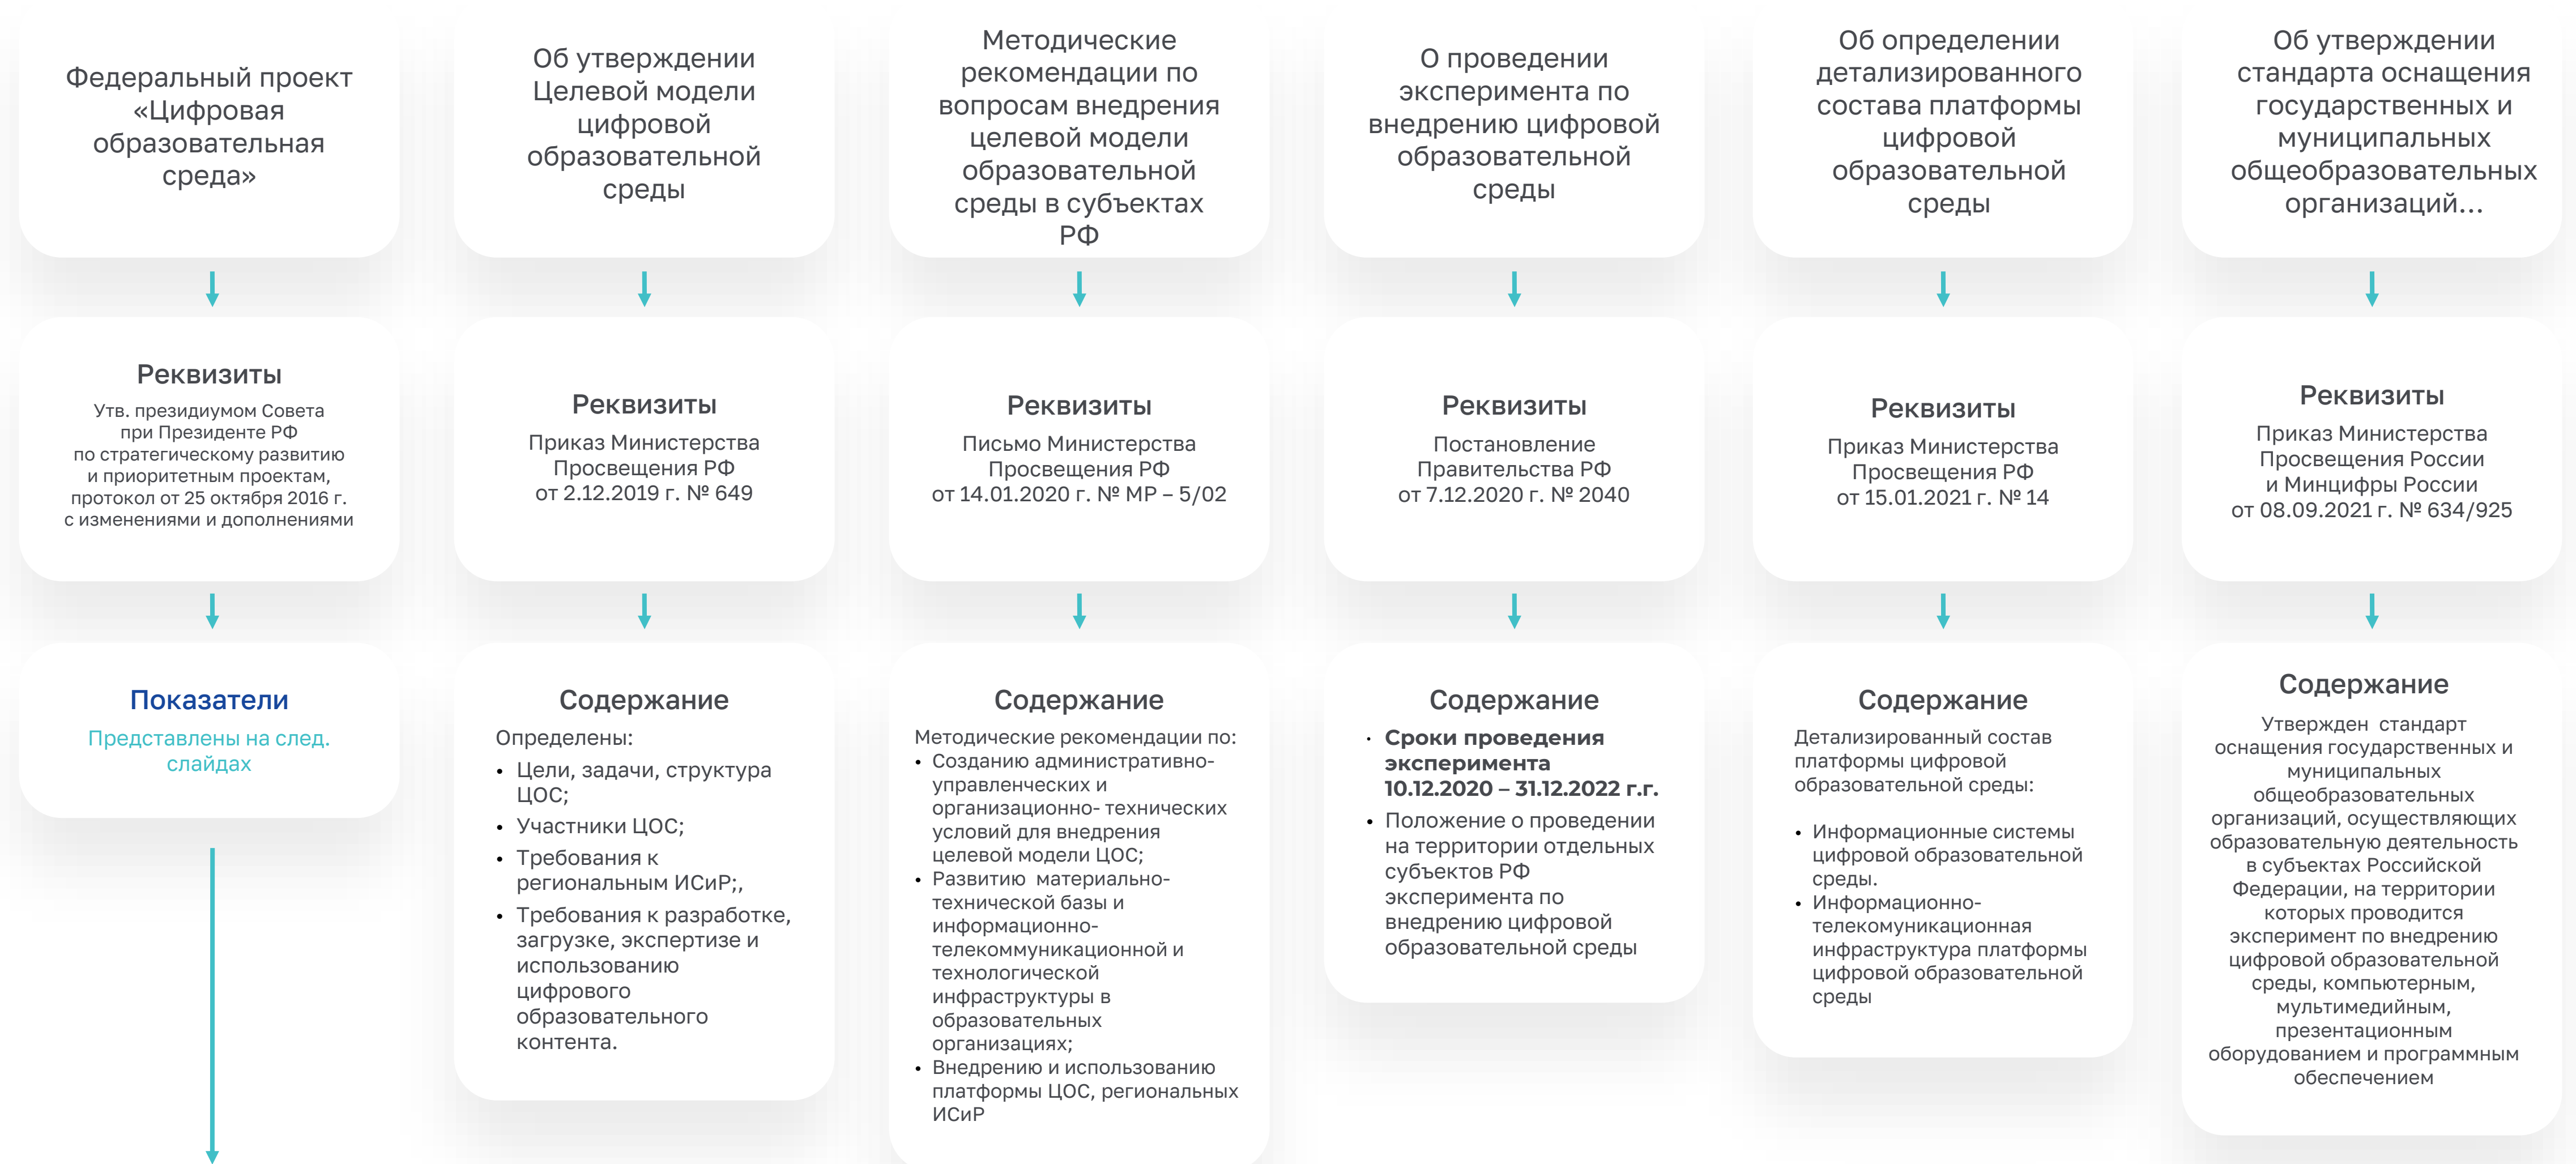 Федеральный проект
«Цифровая
образовательная
среда»
Реквизиты
Утв. президиумом Совета
при Президенте РФ
по стратегическому развитию
и приоритетным проектам,
протокол от 25 октября 2016 г.
с изменениями и дополнениями
Показатели
Представлены на след.
слайдах
Об утверждении
Целевой модели
цифровой
образовательной
среды
Реквизиты
Приказ Министерства
Просвещения РФ
от 2.12.2019 г. № 649
Содержание
Определены:
• Цели, задачи, структура
ЦОС;
• Участники ЦОС;
• Требования к
региональным ИСиР;,
• Требования к разработке,
загрузке, экспертизе и
использованию
цифрового
образовательного
контента.
Методические
рекомендации по
вопросам внедрения
целевой модели
образовательной
среды в субъектах
РФ
Реквизиты
Письмо Министерства
Просвещения РФ
от 14.01.2020 г. № МР – 5/02
Содержание
Методические рекомендации по:
• Созданию административно-
управленческих и
организационно- технических
условий для внедрения
целевой модели ЦОС;
• Развитию материально-
технической базы и
информационно-
телекоммуникационной и
технологической
инфраструктуры в
образовательных
организациях;
• Внедрению и использованию
платформы ЦОС, региональных
ИСиР
О проведении
эксперимента по
внедрению цифровой
образовательной
среды
Реквизиты
Постановление
Правительства РФ
от 7.12.2020 г. № 2040
Содержание
• Сроки проведения
эксперимента
10.12.2020 – 31.12.2022 г.г.
• Положение о проведении
на территории отдельных
субъектов РФ
эксперимента по
внедрению цифровой
образовательной среды
Об определении
детализированного
состава платформы
цифровой
образовательной
среды
Реквизиты
Приказ Министерства
Просвещения РФ
от 15.01.2021 г. № 14
Содержание
Детализированный состав
платформы цифровой
образовательной среды:
• Информационные системы
цифровой образовательной
среды.
• Информационно-
телекомуникационная
инфраструктура платформы
цифровой образовательной
среды
Об утверждении
стандарта оснащения
государственных и
муниципальных
общеобразовательных
организаций...
Реквизиты
Приказ Министерства
Просвещения России
и Минцифры России
от 08.09.2021 г. № 634/925
Содержание
Утвержден стандарт
оснащения государственных и
муниципальных
общеобразовательных
организаций, осуществляющих
образовательную деятельность
в субъектах Российской
Федерации, на территории
которых проводится
эксперимент по внедрению
цифровой образовательной
среды, компьютерным,
мультимедийным,
презентационным
оборудованием и программным
обеспечением